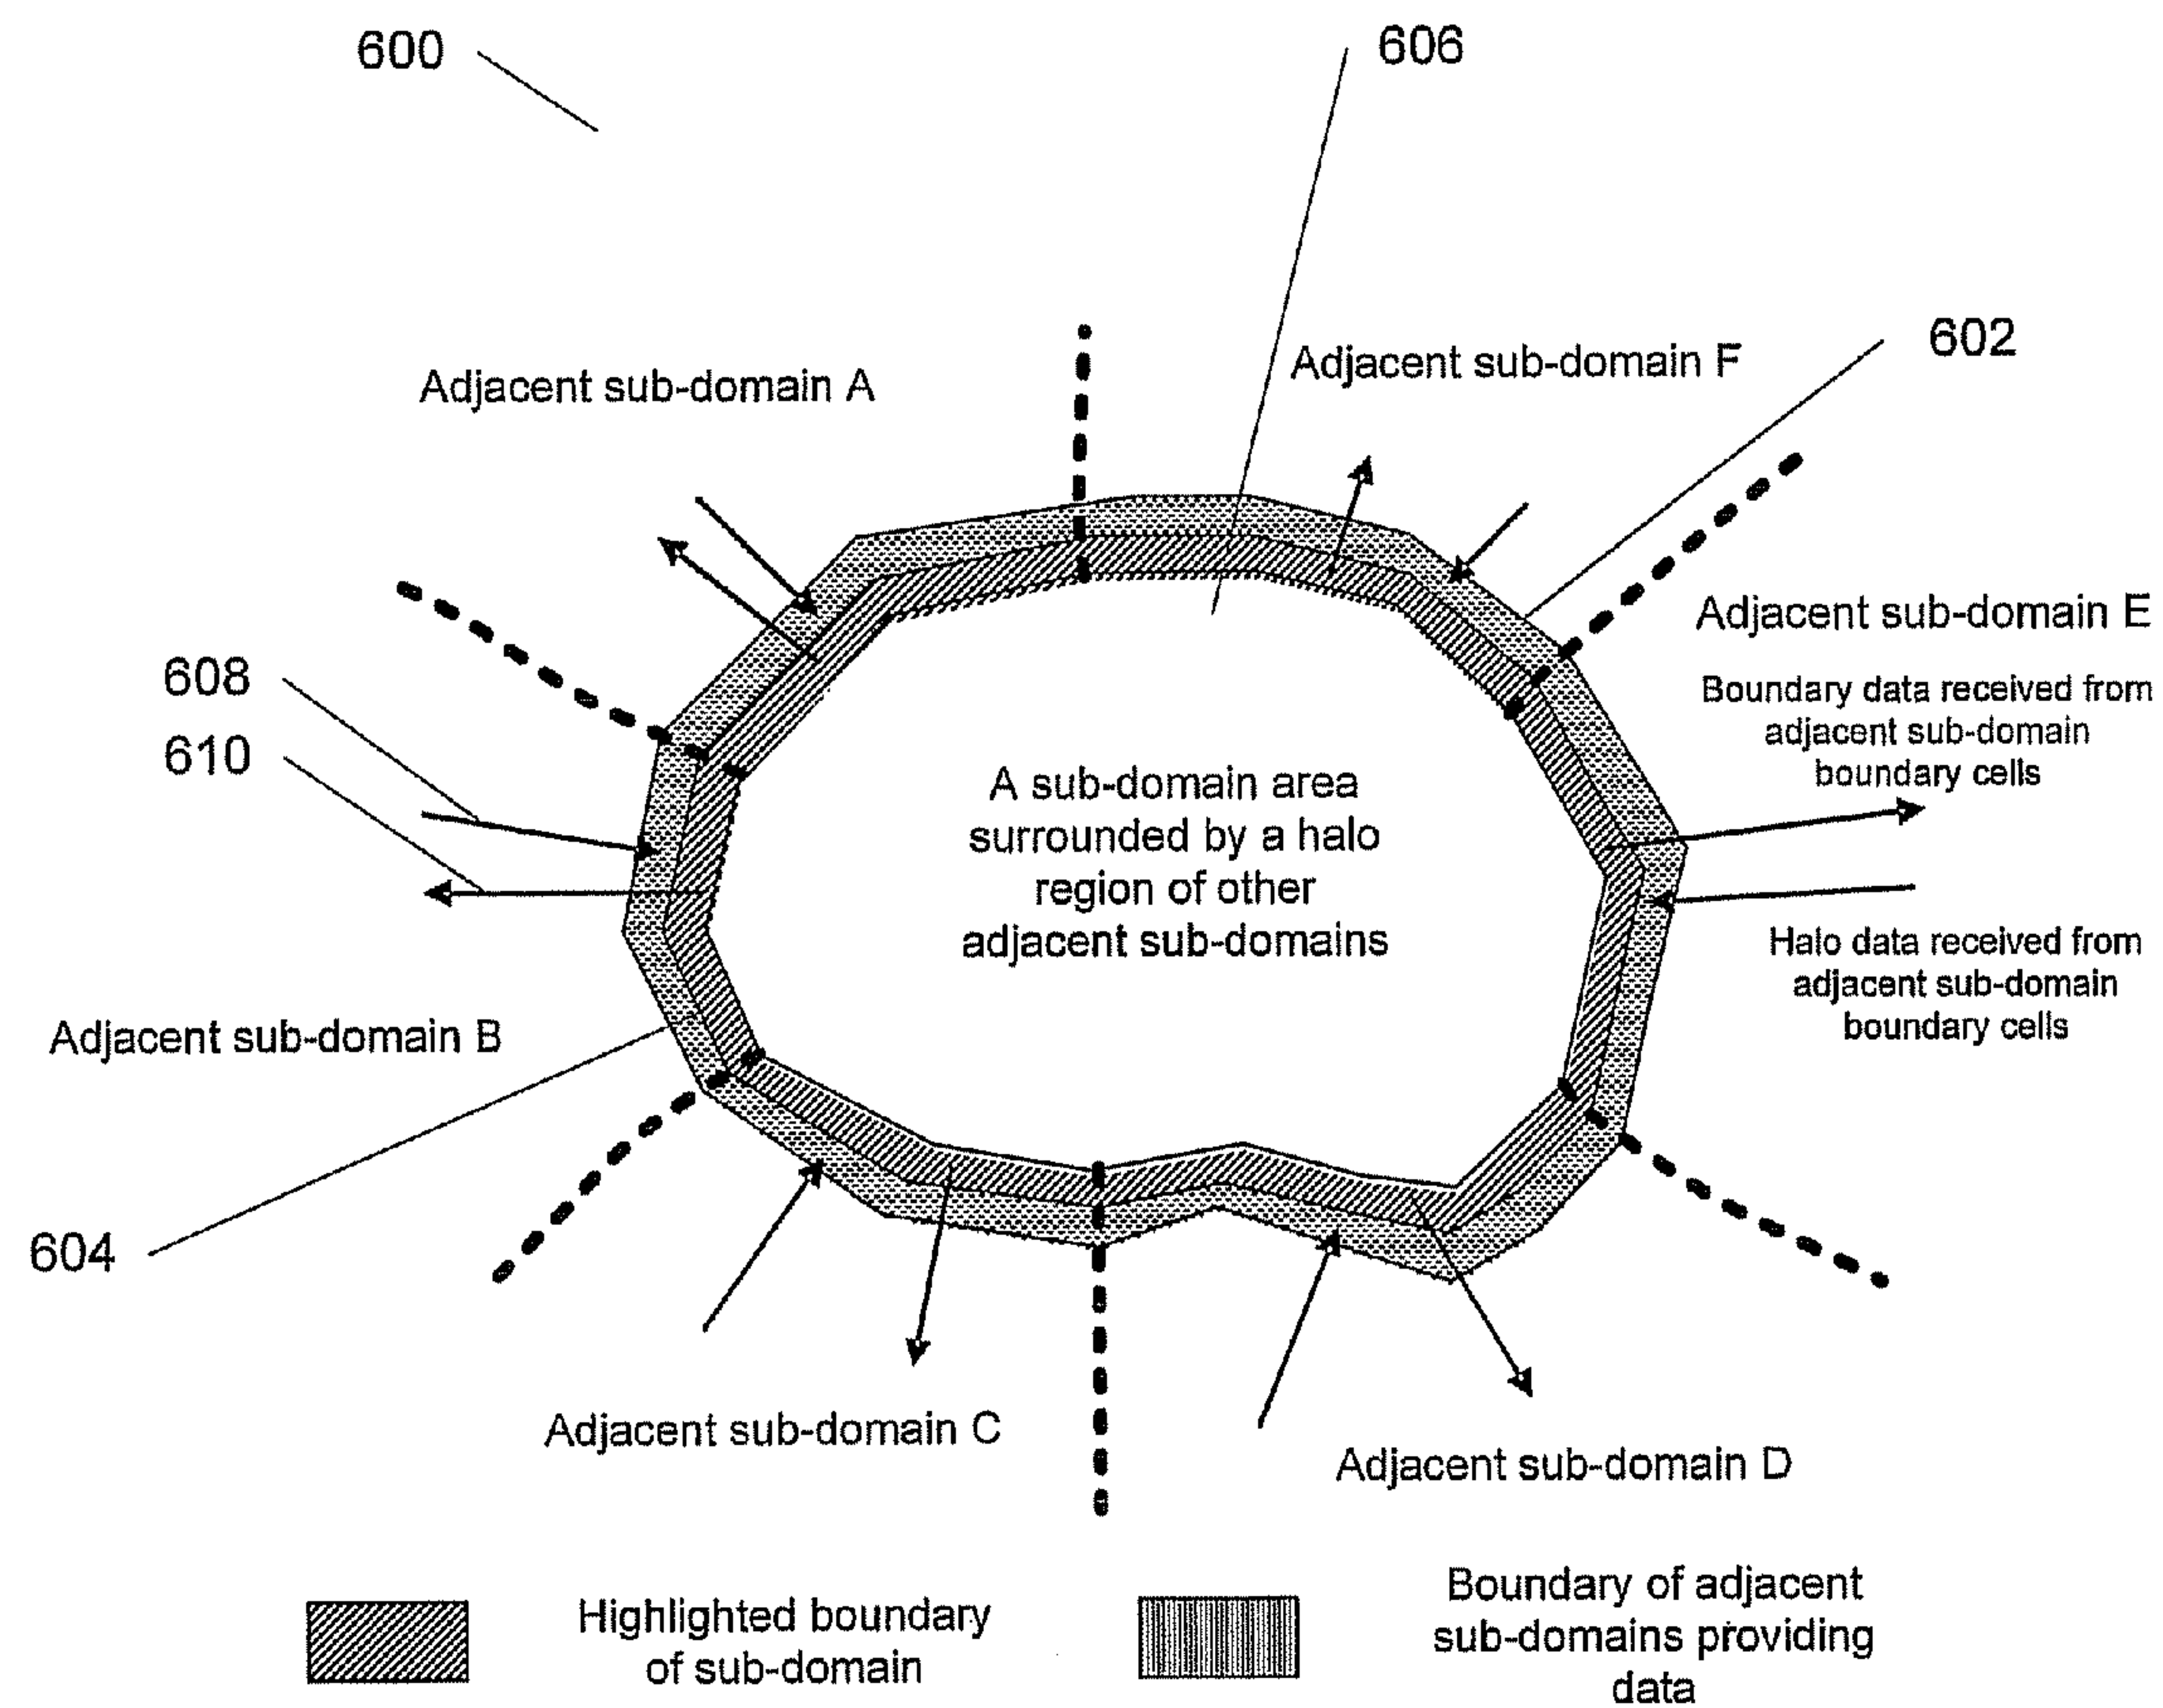 600
606
602
Adjacent sub-domain F
Adjacent sub-domain A
Adjacent sub-domain E
608
Boundary data received from
adjacent sub-domain
boundary cells
610
A sub-domain area
surrounded by a halo
region of other
adjacent sub-domains
Halo data received from
adjacent sub-domain
boundary cells
Adjacent sub-domain B
604
Adjacent sub-domain C
Adjacent sub-domain D
Highlighted boundary
of sub-domain
Boundary of adjacent
sub-domains providing
data